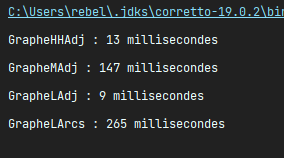 C:\Users\rebel\.jdks\corretto-19.0.2\bin
GrapheHHAdj : 13 millisecondes
GrapheMAdj : 147 millisecondes
GrapheLAdj : 9 millisecondes
GrapheLArcs : 265 millisecondes